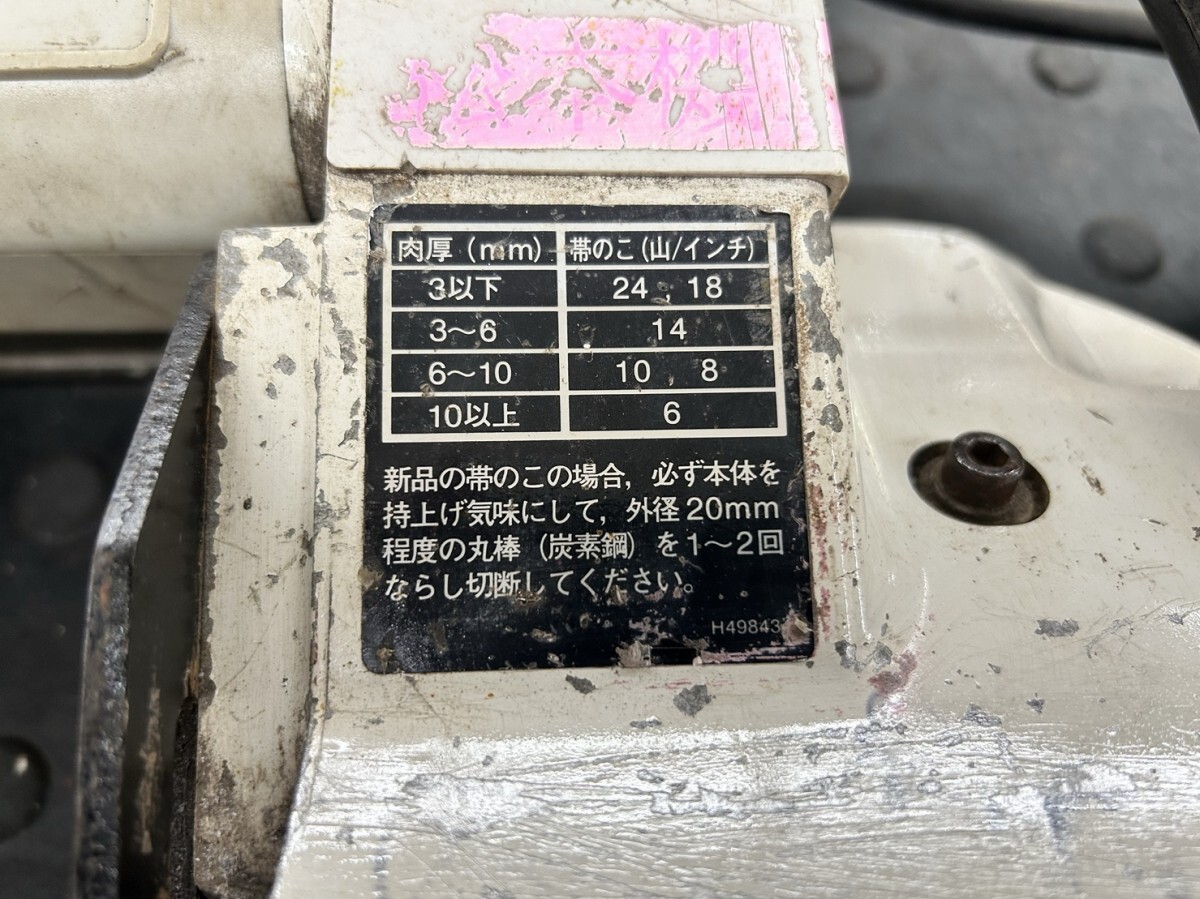 肉厚(mm) 帯のこ(山/インチ)
3以下 24, 18
3~6 14
6~10 10 8
10以上 6
新品の帯のこの場合, 必ず本体を
持上げ気味にして, 外径20mm
程度の丸棒 (炭素鋼) を1~2回
ならし切断してください。
H49843